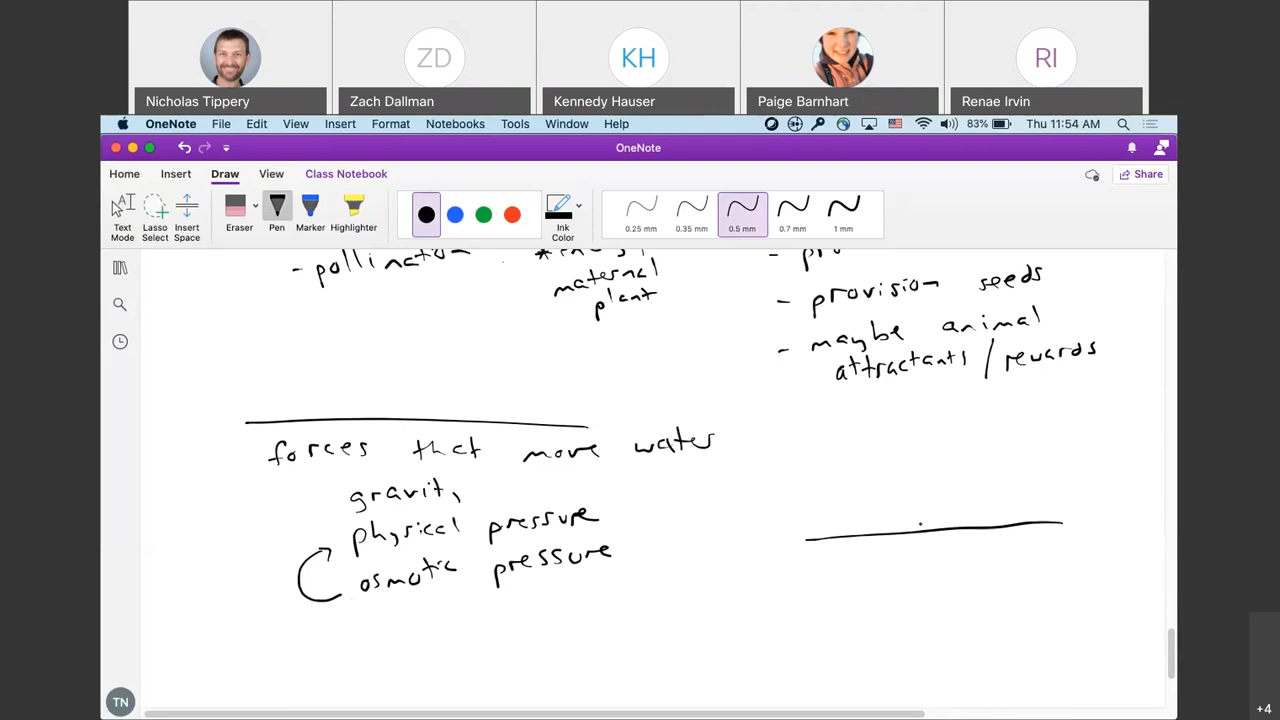 ZD
KH
RI
Nicholas Tippery
Zach Dallman
Kennedy Hauser
Paige Barnhart
Renae Irvin
OneNote File Edit View Insert Format Notebooks Tools Window Help 83% Thu 11:54 AM
OneNote
Home Insert Draw View Class Notebook Share
Text Mode
Lasso Select
Insert Space
Eraser
Pen
Marker
Highlighter
Ink Color
0.25 mm
0.35 mm
0.5 mm
0.7 mm
1 mm
- pollination
maternal
plant
- provision seeds
- maybe animal
attractants / rewards
forces that move water
gravity
physical pressure
osmotic pressure
TN
+4